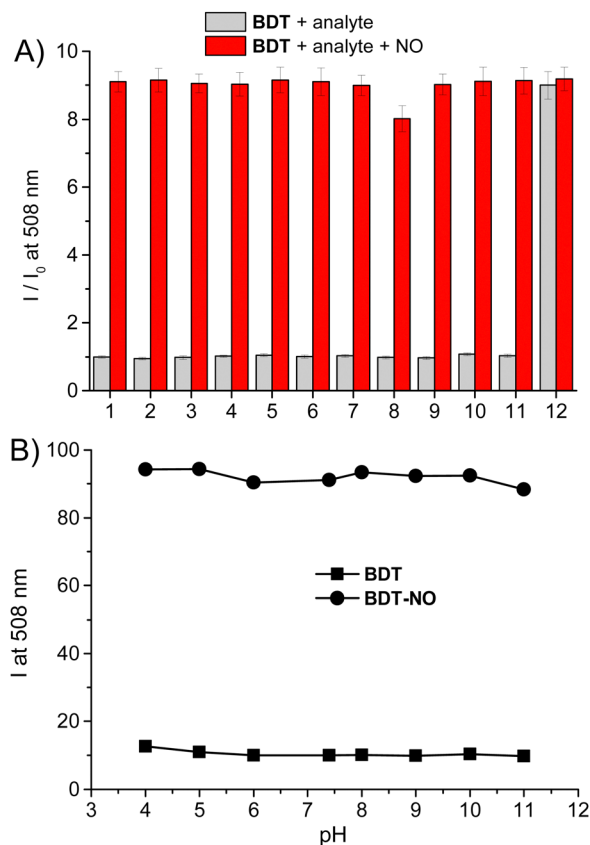 BDT + analyte
BDT + analyte + NO
A)
10
8
6
4
2
0
I / I₀ at 508 nm
1 2 3 4 5 6 7 8 9 10 11 12
B)
100
80
60
40
20
0
I at 508 nm
BDT
BDT-NO
3 4 5 6 7 8 9 10 11 12
pH